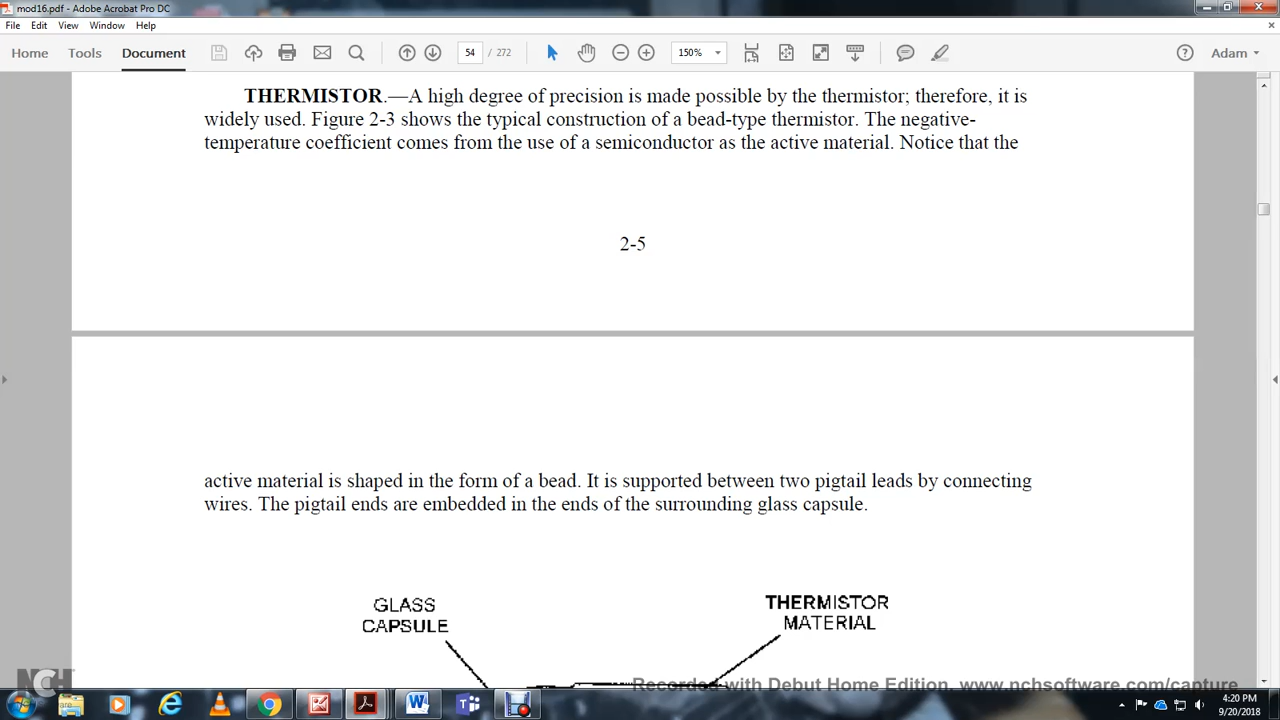 mod16.pdf - Adobe Acrobat Pro DC
File Edit View Window Help
Home Tools Document 54 / 272 150% Adam
THERMISTOR.—A high degree of precision is made possible by the thermistor; therefore, it is
widely used. Figure 2-3 shows the typical construction of a bead-type thermistor. The negative-
temperature coefficient comes from the use of a semiconductor as the active material. Notice that the
2-5
active material is shaped in the form of a bead. It is supported between two pigtail leads by connecting
wires. The pigtail ends are embedded in the ends of the surrounding glass capsule.
GLASS
CAPSULE
THERMISTOR
MATERIAL
NCH
Recorded with Debut Home Edition. www.nchsoftware.com/capture
4:20 PM
9/20/2018